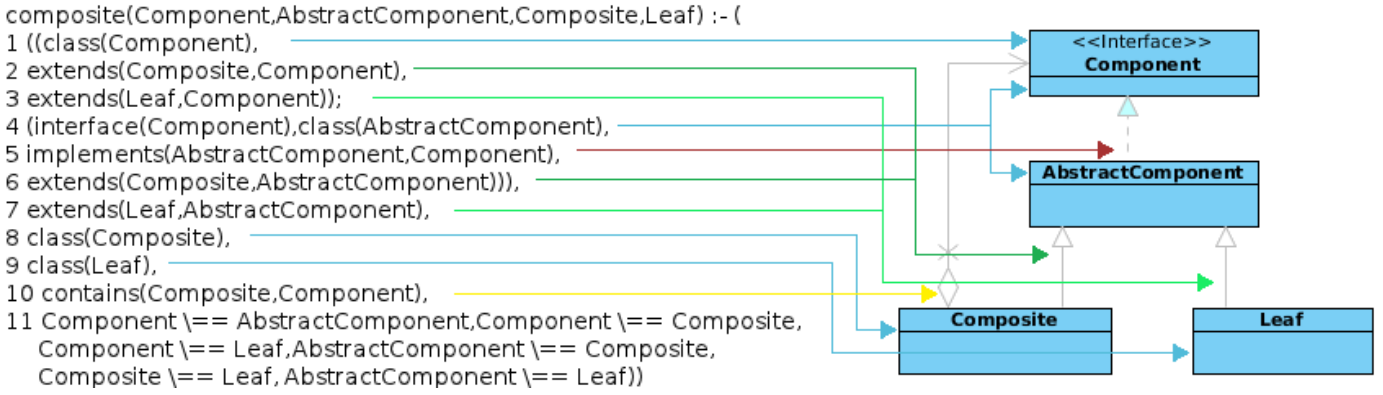 composite(Component,AbstractComponent,Composite,Leaf) :- (
1 ((class(Component),
2 extends(Composite,Component),
3 extends(Leaf,Component));
4 (interface(Component),class(AbstractComponent),
5 implements(AbstractComponent,Component),
6 extends(Composite,AbstractComponent))),
7 extends(Leaf,AbstractComponent),
8 class(Composite),
9 class(Leaf),
10 contains(Composite,Component),
11 Component \== AbstractComponent,Component \== Composite,
Component \== Leaf,AbstractComponent \== Composite,
Composite \== Leaf, AbstractComponent \== Leaf))
<<Interface>>
Component
AbstractComponent
Composite
Leaf